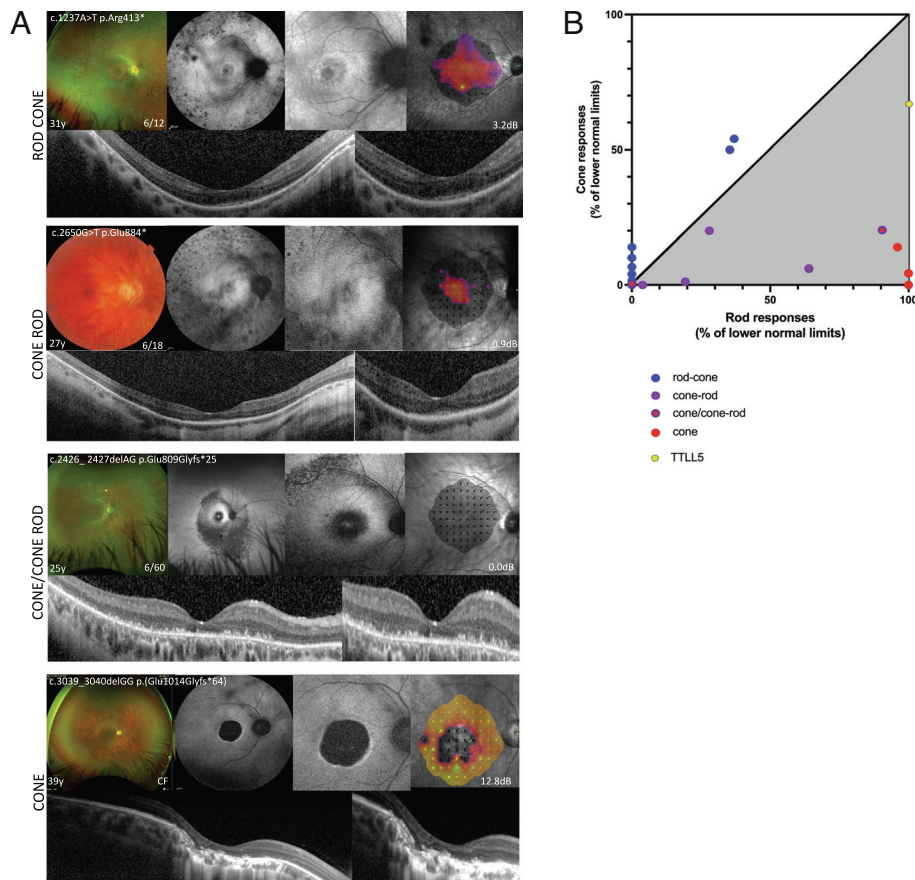 A
ROD CONE
c.1237A>T p.Arg413*
31y
6/12
3.2dB
CONE ROD
c.2650G>T p.Glu884*
27y
6/18
0.9dB
CONE/CONE ROD
c.2426_2427delAG p.Glu809Glyfs*25
25y
6/60
0.0dB
CONE
c.3039_3040delGG p.(Glu1014Glyfs*64)
39y
CF
12.8dB
B
Cone responses
(% of lower normal limits)
100
50
0
0
50
100
Rod responses
(% of lower normal limits)
rod-cone
cone-rod
cone/cone-rod
cone
TTLL5